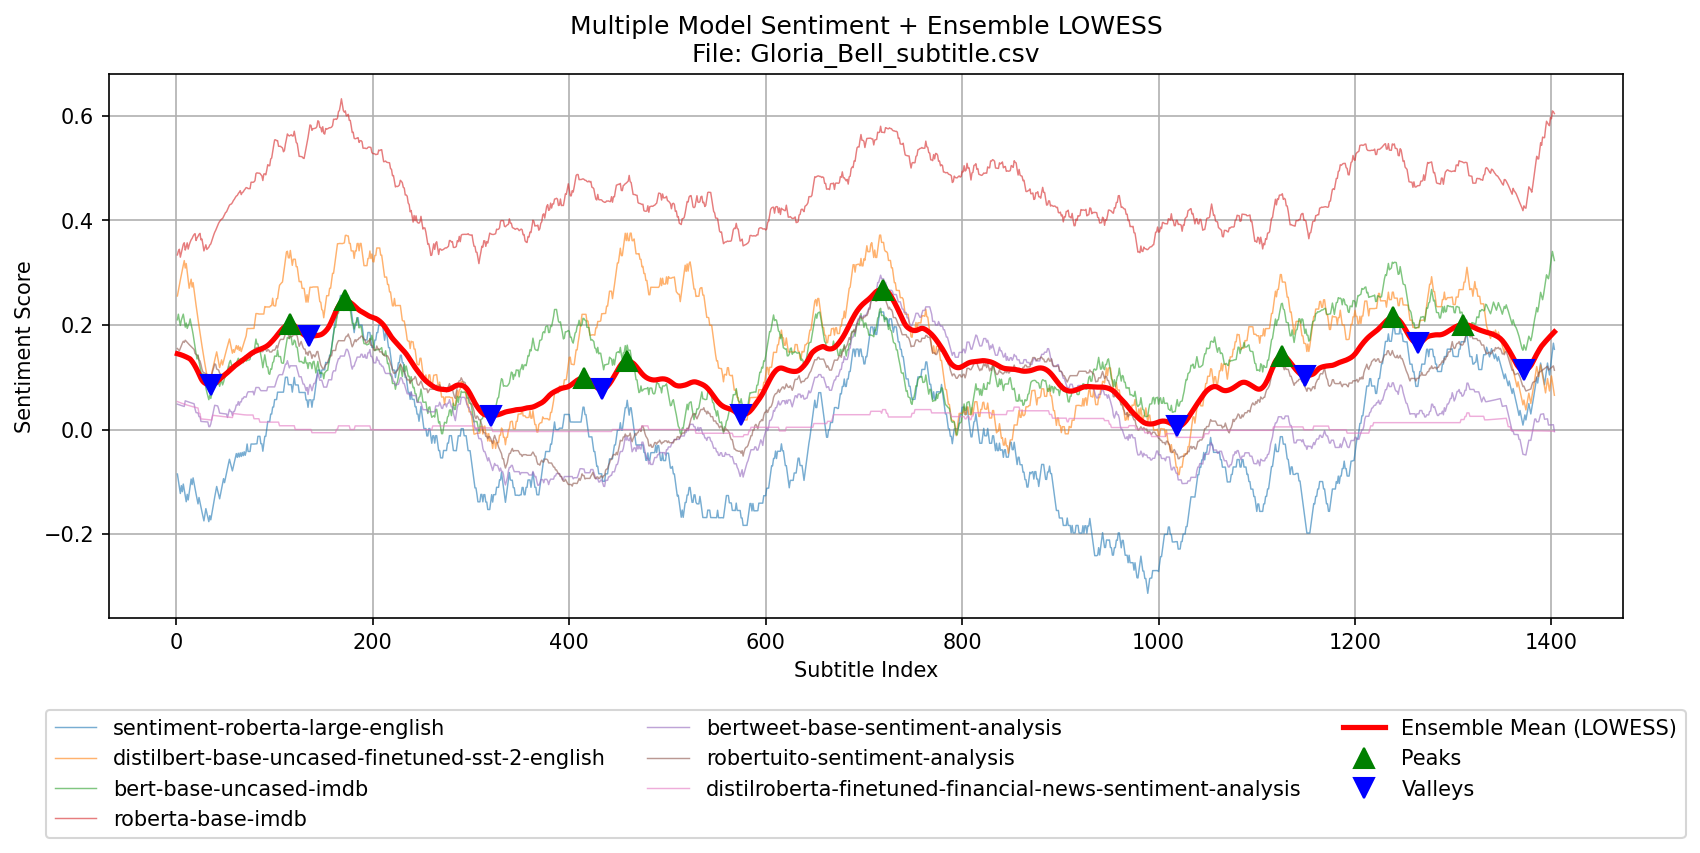 Multiple Model Sentiment + Ensemble LOWESS
File: Gloria_Bell_subtitle.csv
Sentiment Score
0.6
0.4
0.2
0.0
−0.2
0 200 400 600 800 1000 1200 1400
Subtitle Index
sentiment-roberta-large-english
distilbert-base-uncased-finetuned-sst-2-english
bert-base-uncased-imdb
roberta-base-imdb
bertweet-base-sentiment-analysis
robertuito-sentiment-analysis
distilroberta-finetuned-financial-news-sentiment-analysis
Ensemble Mean (LOWESS)
Peaks
Valleys